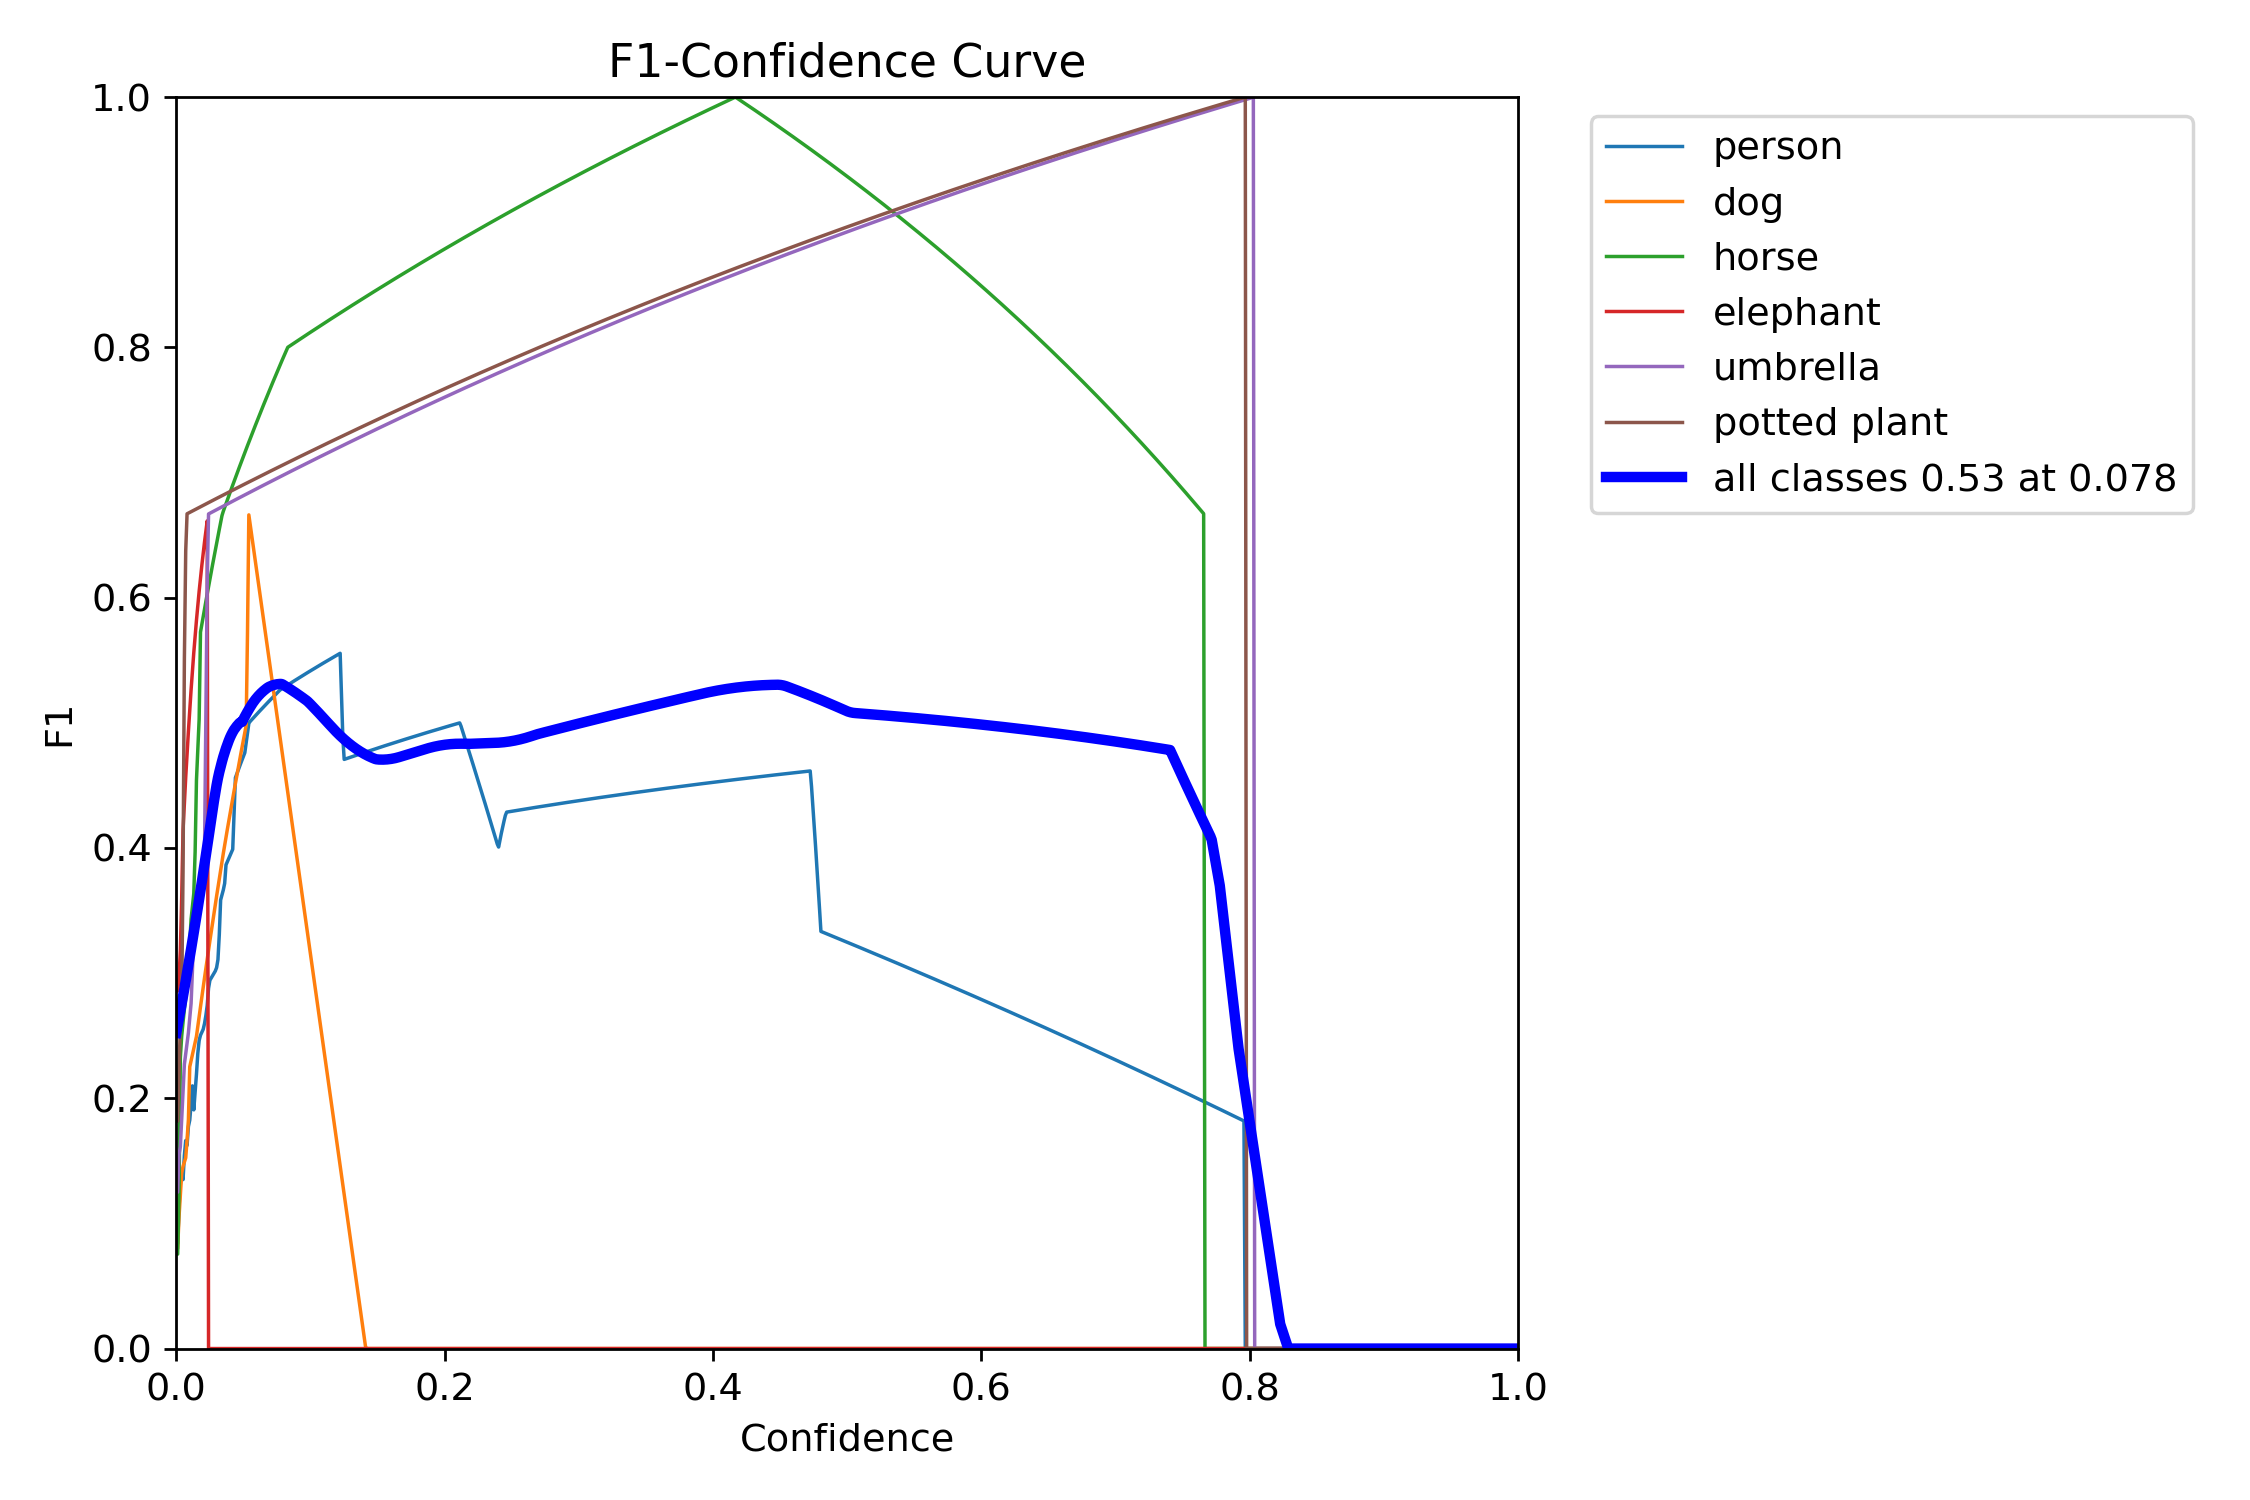 F1-Confidence Curve
1.0
0.8
0.6
0.4
0.2
0.0
F1
0.0 0.2 0.4 0.6 0.8 1.0
Confidence
person
dog
horse
elephant
umbrella
potted plant
all classes 0.53 at 0.078